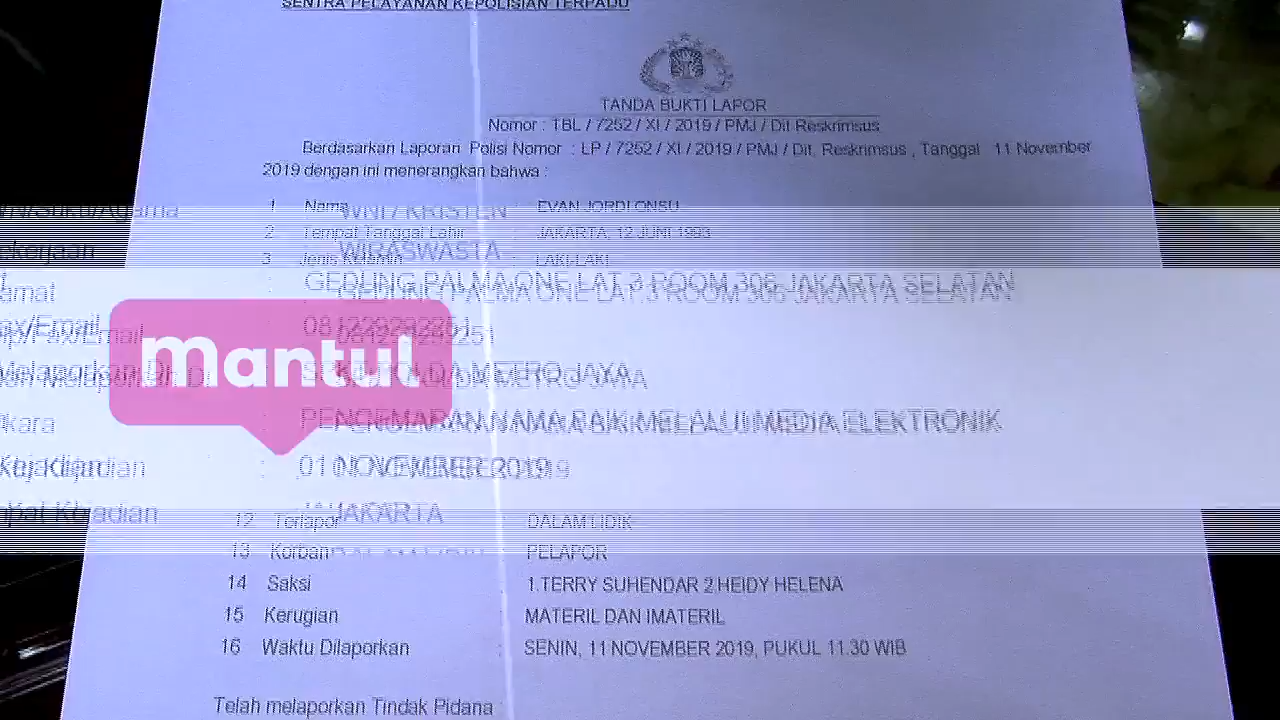 SENTRA PELAYANAN KEPOLISIAN TERPADU
TANDA BUKTI LAPOR
Nomor : TBL / 7252 / XI / 2019 / PMJ / Dit Reskrimsus
Berdasarkan Laporan Polisi Nomor : LP / 7252 / XI / 2019 / PMJ / Dit. Reskrimsus , Tanggal 11 November
2019 dengan ini menerangkan bahwa :
1 Nama : EVAN JORDI ONSU
WNI / KRISTEN
2 Tempat Tanggal Lahir : JAKARTA, 12 JUNI 1993
WIRASWASTA
3 Jenis Kelamin : LAKI-LAKI
GEDUNG PALMA ONE LAT.3 ROOM 306 JAKARTA SELATAN
Mantul
PENCEMARAN NAMA BAIK MELALUI MEDIA ELEKTRONIK
01 NOVEMBER 2019
JAKARTA
12 Terlapor : DALAM LIDIK
13 Korban : PELAPOR
14 Saksi : 1.TERRY SUHENDAR 2.HEIDY HELENA
15 Kerugian : MATERIL DAN IMATERIL
16 Waktu Dilaporkan : SENIN, 11 NOVEMBER 2019, PUKUL 11.30 WIB
Telah melaporkan Tindak Pidana